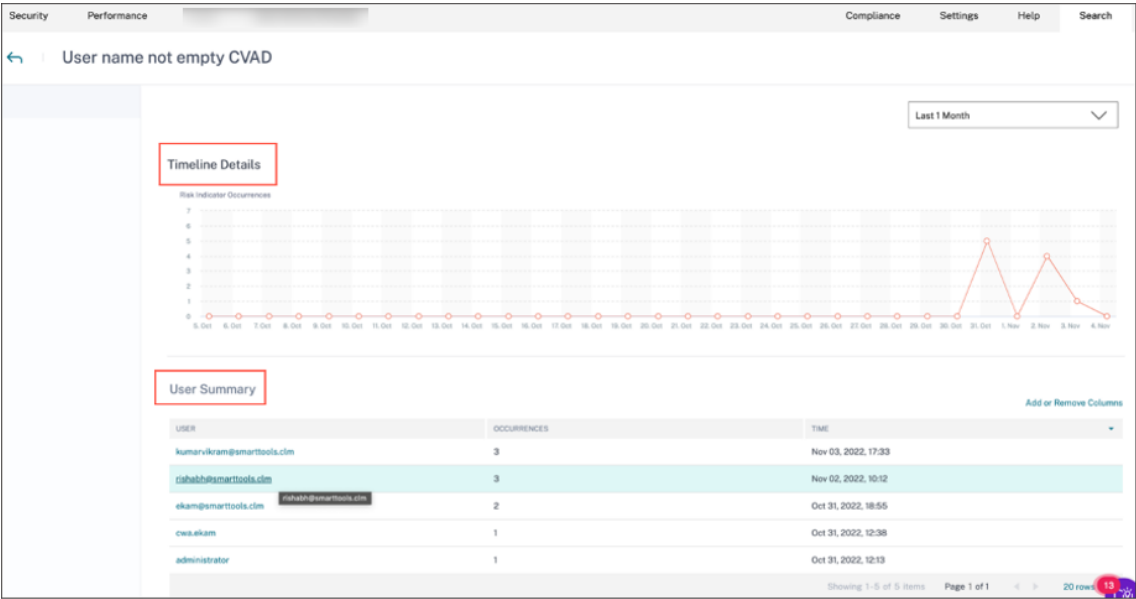 Security Performance Compliance Settings Help Search
User name not empty CVAD
Last 1 Month
Timeline Details
Risk Indicator Occurrences
7
6
5
4
3
2
1
0
5. Oct 6. Oct 7. Oct 8. Oct 9. Oct 10. Oct 11. Oct 12. Oct 13. Oct 14. Oct 15. Oct 16. Oct 17. Oct 18. Oct 19. Oct 20. Oct 21. Oct 22. Oct 23. Oct 24. Oct 25. Oct 26. Oct 27. Oct 28. Oct 29. Oct 30. Oct 31. Oct 1. Nov 2. Nov 3. Nov 4. Nov
User Summary
Add or Remove Columns
USER OCCURRENCES TIME
kumarvikram@smarttools.clm 3 Nov 03, 2022, 17:33
rishabh@smarttools.clm 3 Nov 02, 2022, 10:12
rishabh@smarttools.clm
ekam@smarttools.clm 2 Oct 31, 2022, 18:55
cwa.ekam 1 Oct 31, 2022, 12:38
administrator 1 Oct 31, 2022, 12:13
Showing 1-5 of 5 items Page 1 of 1 20 rows 13